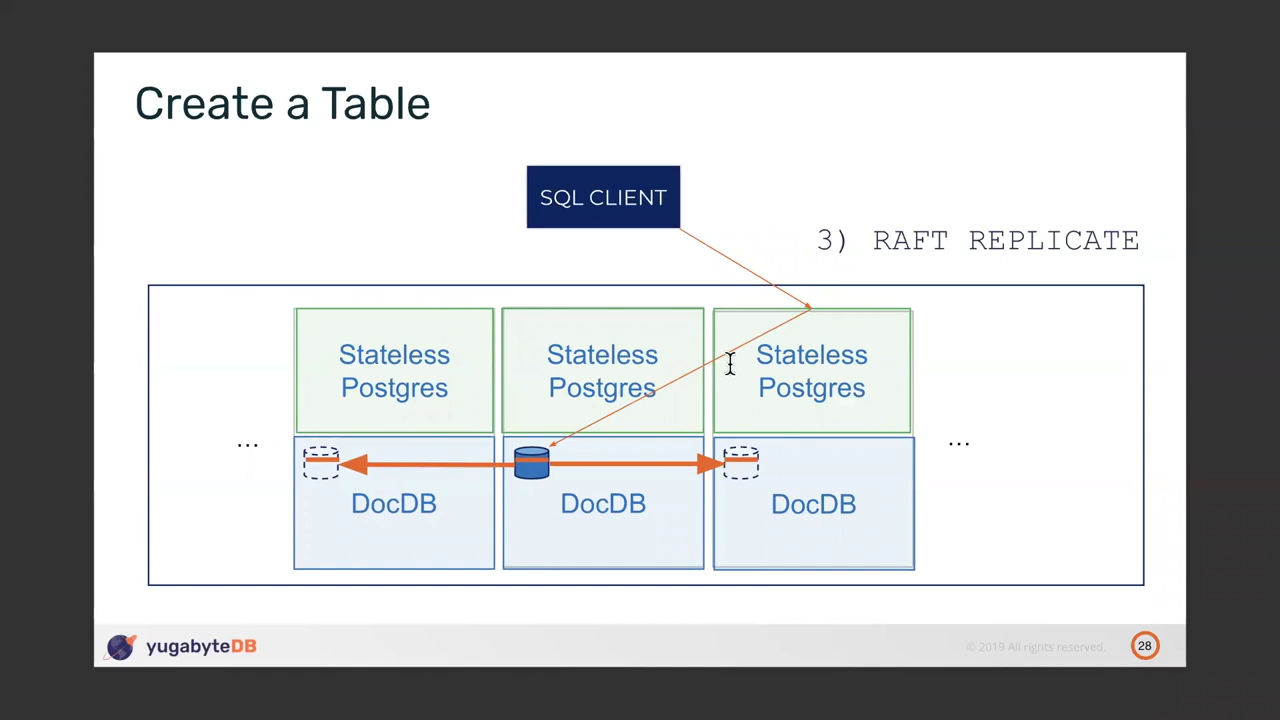 Create a Table
SQL CLIENT
3) RAFT REPLICATE
Stateless
Postgres
Stateless
Postgres
Stateless
Postgres
...
...
DocDB
DocDB
DocDB
yugabyteDB
© 2019 All rights reserved.
28